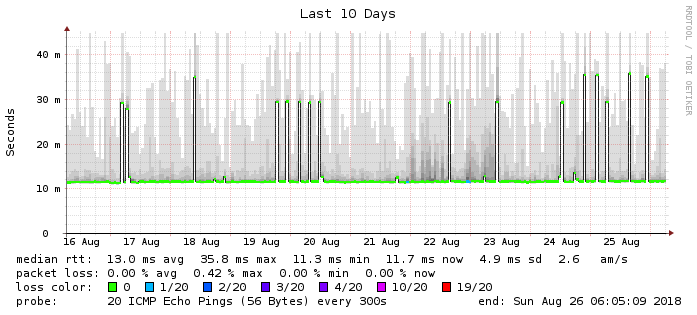 Last 10 Days
RRDTOOL / TOBI OETIKER
Seconds
40 m
30 m
20 m
10 m
0
16 Aug 17 Aug 18 Aug 19 Aug 20 Aug 21 Aug 22 Aug 23 Aug 24 Aug 25 Aug
median rtt: 13.0 ms avg 35.8 ms max 11.3 ms min 11.7 ms now 4.9 ms sd 2.6 am/s
packet loss: 0.00 % avg 0.42 % max 0.00 % min 0.00 % now
loss color: 0 1/20 2/20 3/20 4/20 10/20 19/20
probe: 20 ICMP Echo Pings (56 Bytes) every 300s end: Sun Aug 26 06:05:09 2018